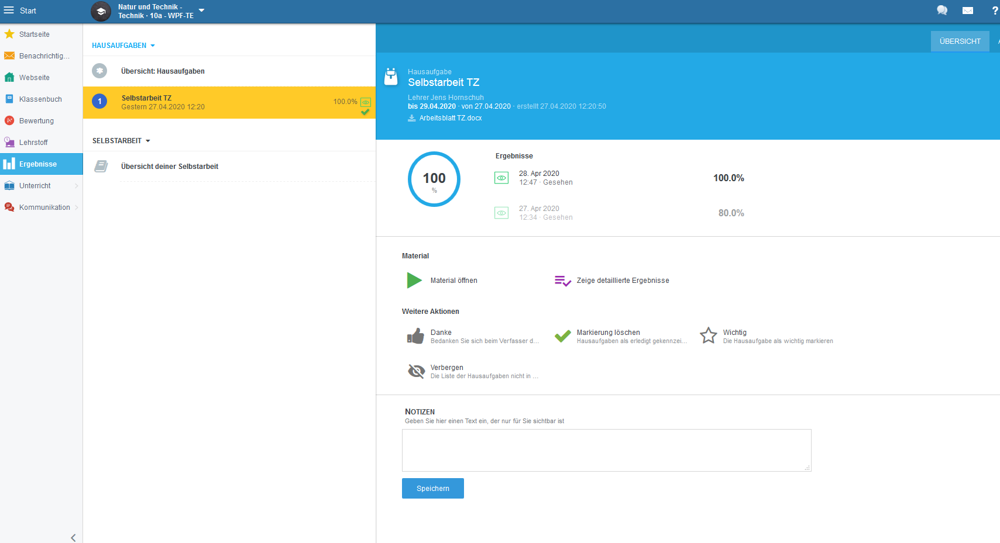 Start
Natur und Technik -
Technik · 10a - WPF-TE
?
Startseite
Benachrichtig...
Webseite
Klassenbuch
Bewertung
Lehrstoff
Ergebnisse
Unterricht
Kommunikation
HAUSAUFGABEN
Übersicht: Hausaufgaben
1
Selbstarbeit TZ
Gestern 27.04.2020 12:20
100.0%
SELBSTARBEIT
Übersicht deiner Selbstarbeit
ÜBERSICHT
Hausaufgabe
Selbstarbeit TZ
Lehrer Jens Hornschuh
bis 29.04.2020 · von 27.04.2020 · erstellt 27.04.2020 12:20:50
Arbeitsblatt TZ.docx
100
%
Ergebnisse
28. Apr 2020
12:47 · Gesehen
100.0%
27. Apr 2020
12:34 · Gesehen
80.0%
Material
Material öffnen
Zeige detaillierte Ergebnisse
Weitere Aktionen
Danke
Bedanken Sie sich beim Verfasser d...
Markierung löschen
Hausaufgaben als erledigt gekennzei...
Wichtig
Die Hausaufgabe als wichtig markieren
Verbergen
Die Liste der Hausaufgaben nicht in ...
NOTIZEN
Geben Sie hier einen Text ein, der nur für Sie sichtbar ist
Speichern